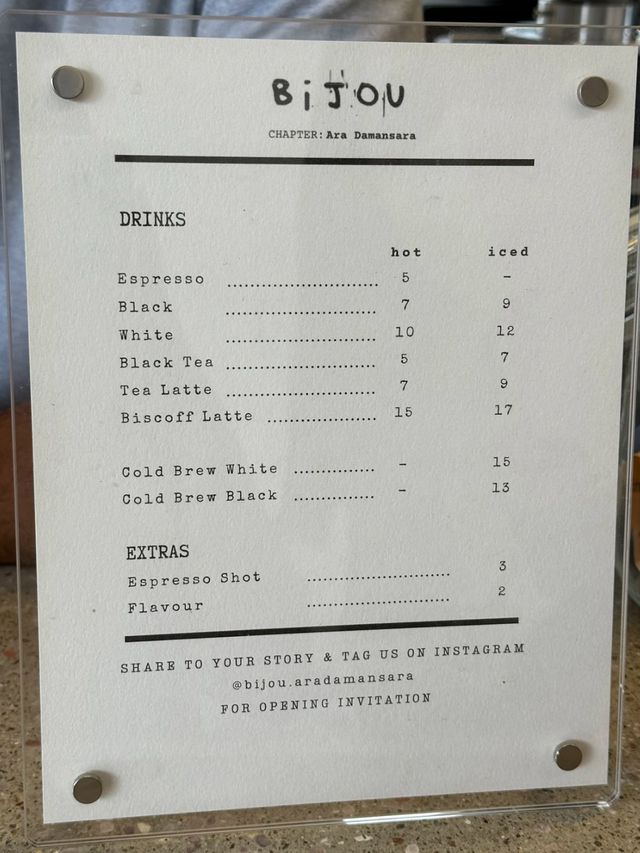 BiJOU
CHAPTER: Ara Damansara
DRINKS
hot iced
Espresso ........................... 5 –
Black ........................... 7 9
White ........................... 10 12
Black Tea ........................... 5 7
Tea Latte ........................... 7 9
Biscoff Latte ................... 15 17
Cold Brew White .............. – 15
Cold Brew Black .............. – 13
EXTRAS
Espresso Shot ......................... 3
Flavour ......................... 2
SHARE TO YOUR STORY & TAG US ON INSTAGRAM
@bijou.aradamansara
FOR OPENING INVITATION